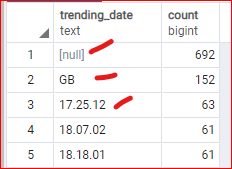 trending_date count
text bigint
1 [null] 692
2 GB 152
3 17.25.12 63
4 18.07.02 61
5 18.18.01 61